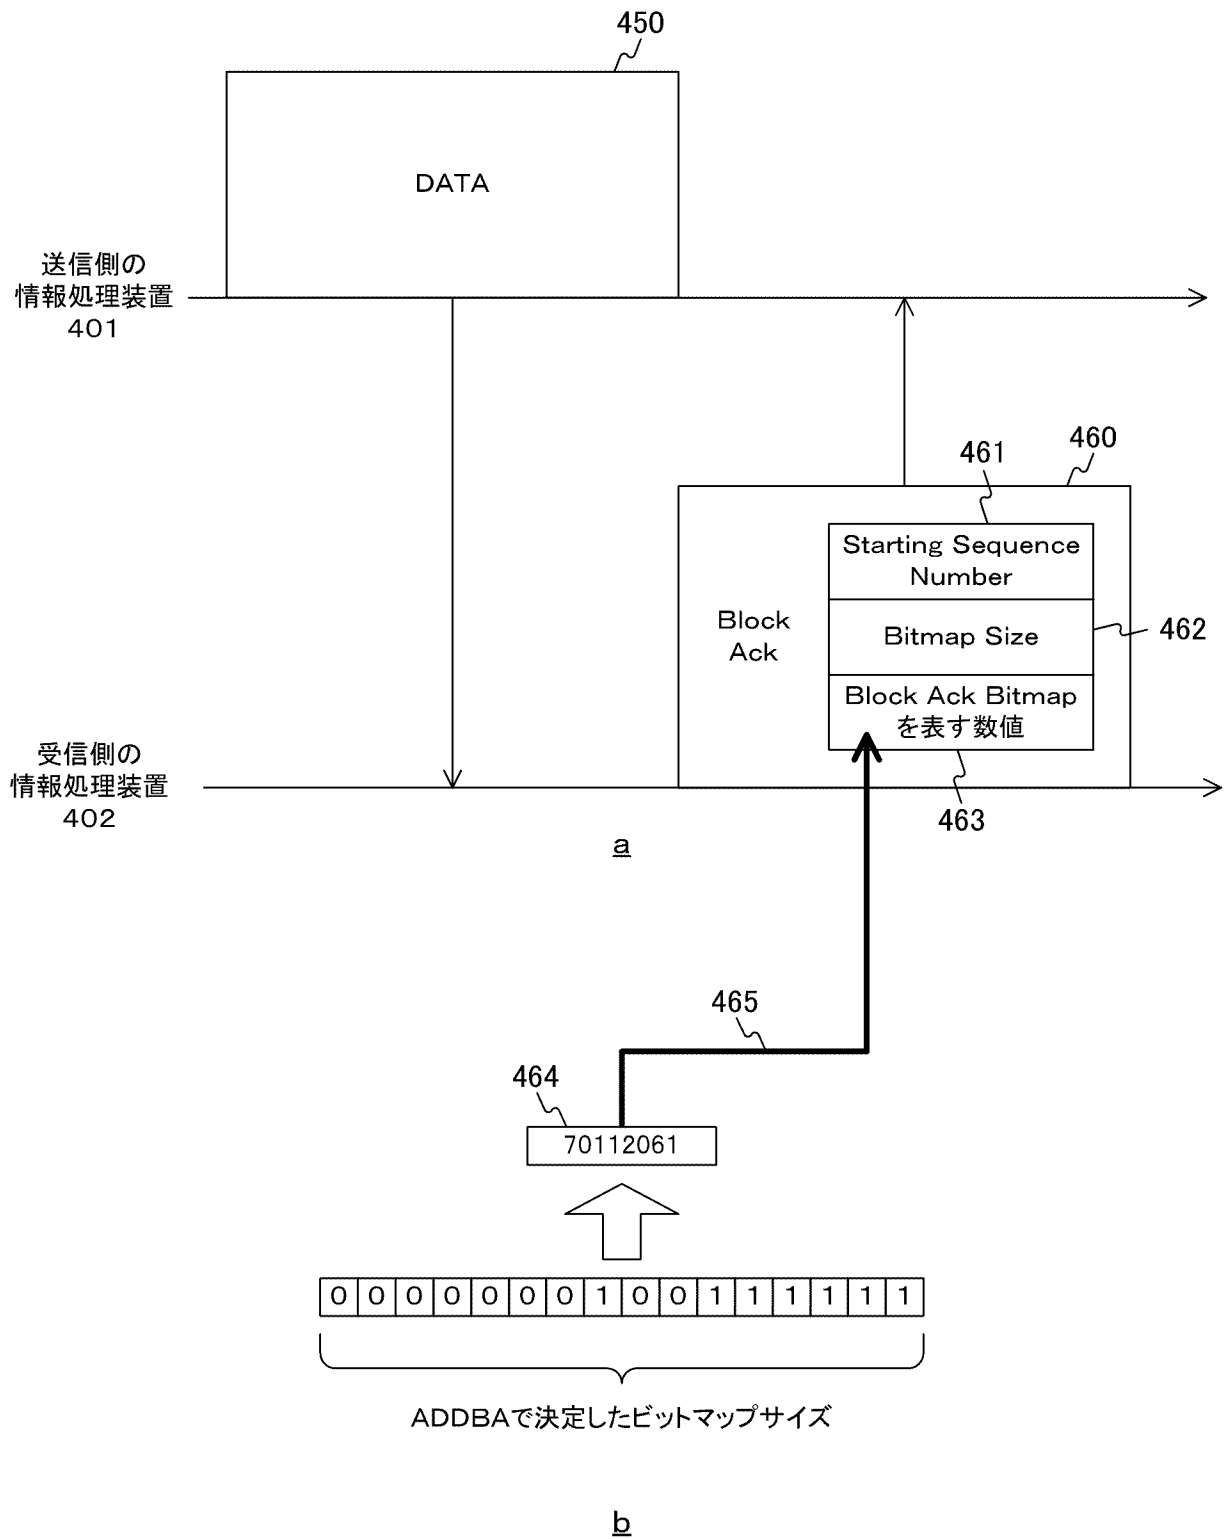 450
DATA
送信側の
情報処理装置
401
460
461
Starting Sequence
Number
Block
Ack
Bitmap Size
462
Block Ack Bitmap
を表す数値
受信側の
情報処理装置
402
463
a
465
464
70112061
0 0 0 0 0 0 0 1 0 0 1 1 1 1 1 1
ADDBAで決定したビットマップサイズ
b